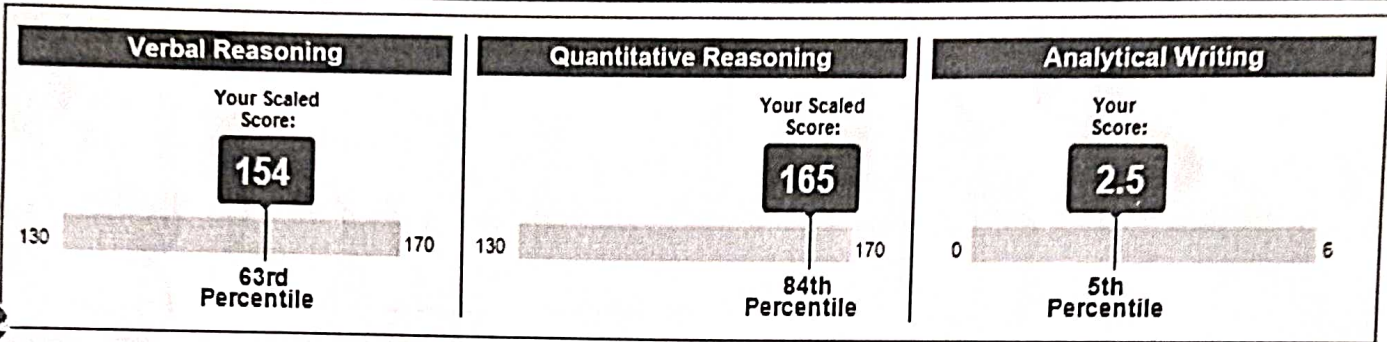 Verbal Reasoning
Your Scaled
Score:
154
130
170
63rd
Percentile
Quantitative Reasoning
Your Scaled
Score:
165
130
170
84th
Percentile
Analytical Writing
Your
Score:
2.5
0
6
5th
Percentile